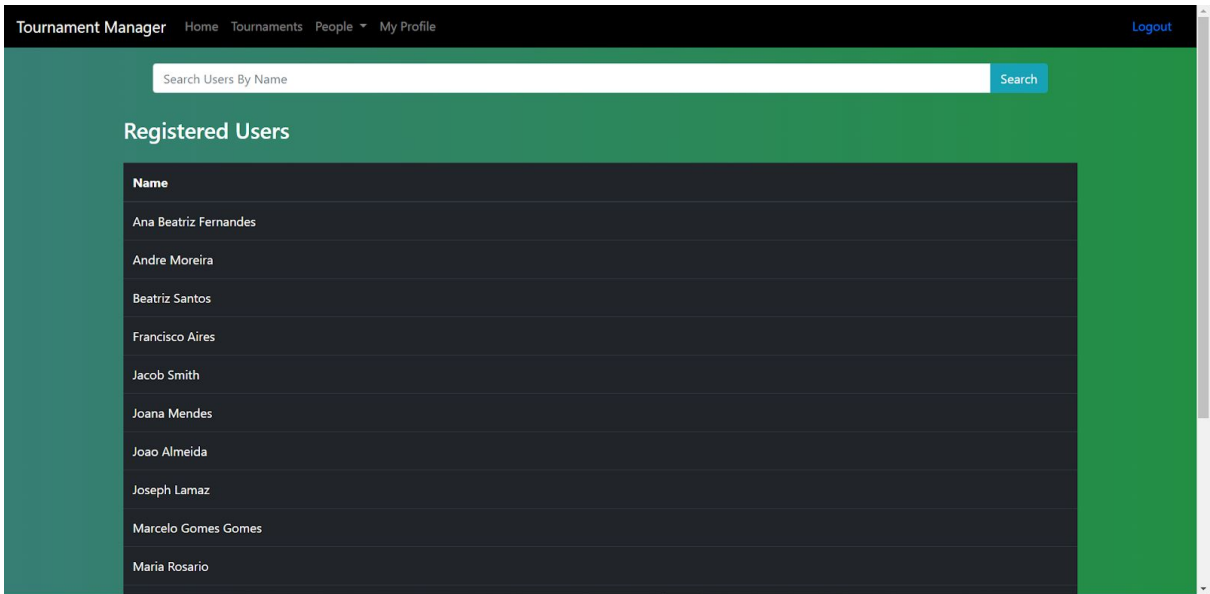 Tournament Manager Home Tournaments People My Profile Logout
Search Users By Name Search
Registered Users
Name
Ana Beatriz Fernandes
Andre Moreira
Beatriz Santos
Francisco Aires
Jacob Smith
Joana Mendes
Joao Almeida
Joseph Lamaz
Marcelo Gomes Gomes
Maria Rosario